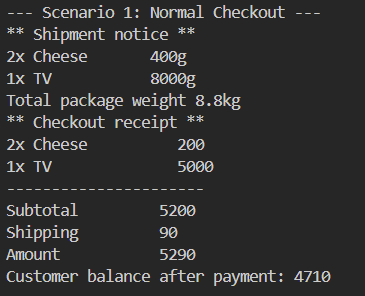 --- Scenario 1: Normal Checkout ---
** Shipment notice **
2x Cheese       400g
1x TV           8000g
Total package weight 8.8kg
** Checkout receipt **
2x Cheese          200
1x TV              5000
----------------------
Subtotal         5200
Shipping         90
Amount           5290
Customer balance after payment: 4710